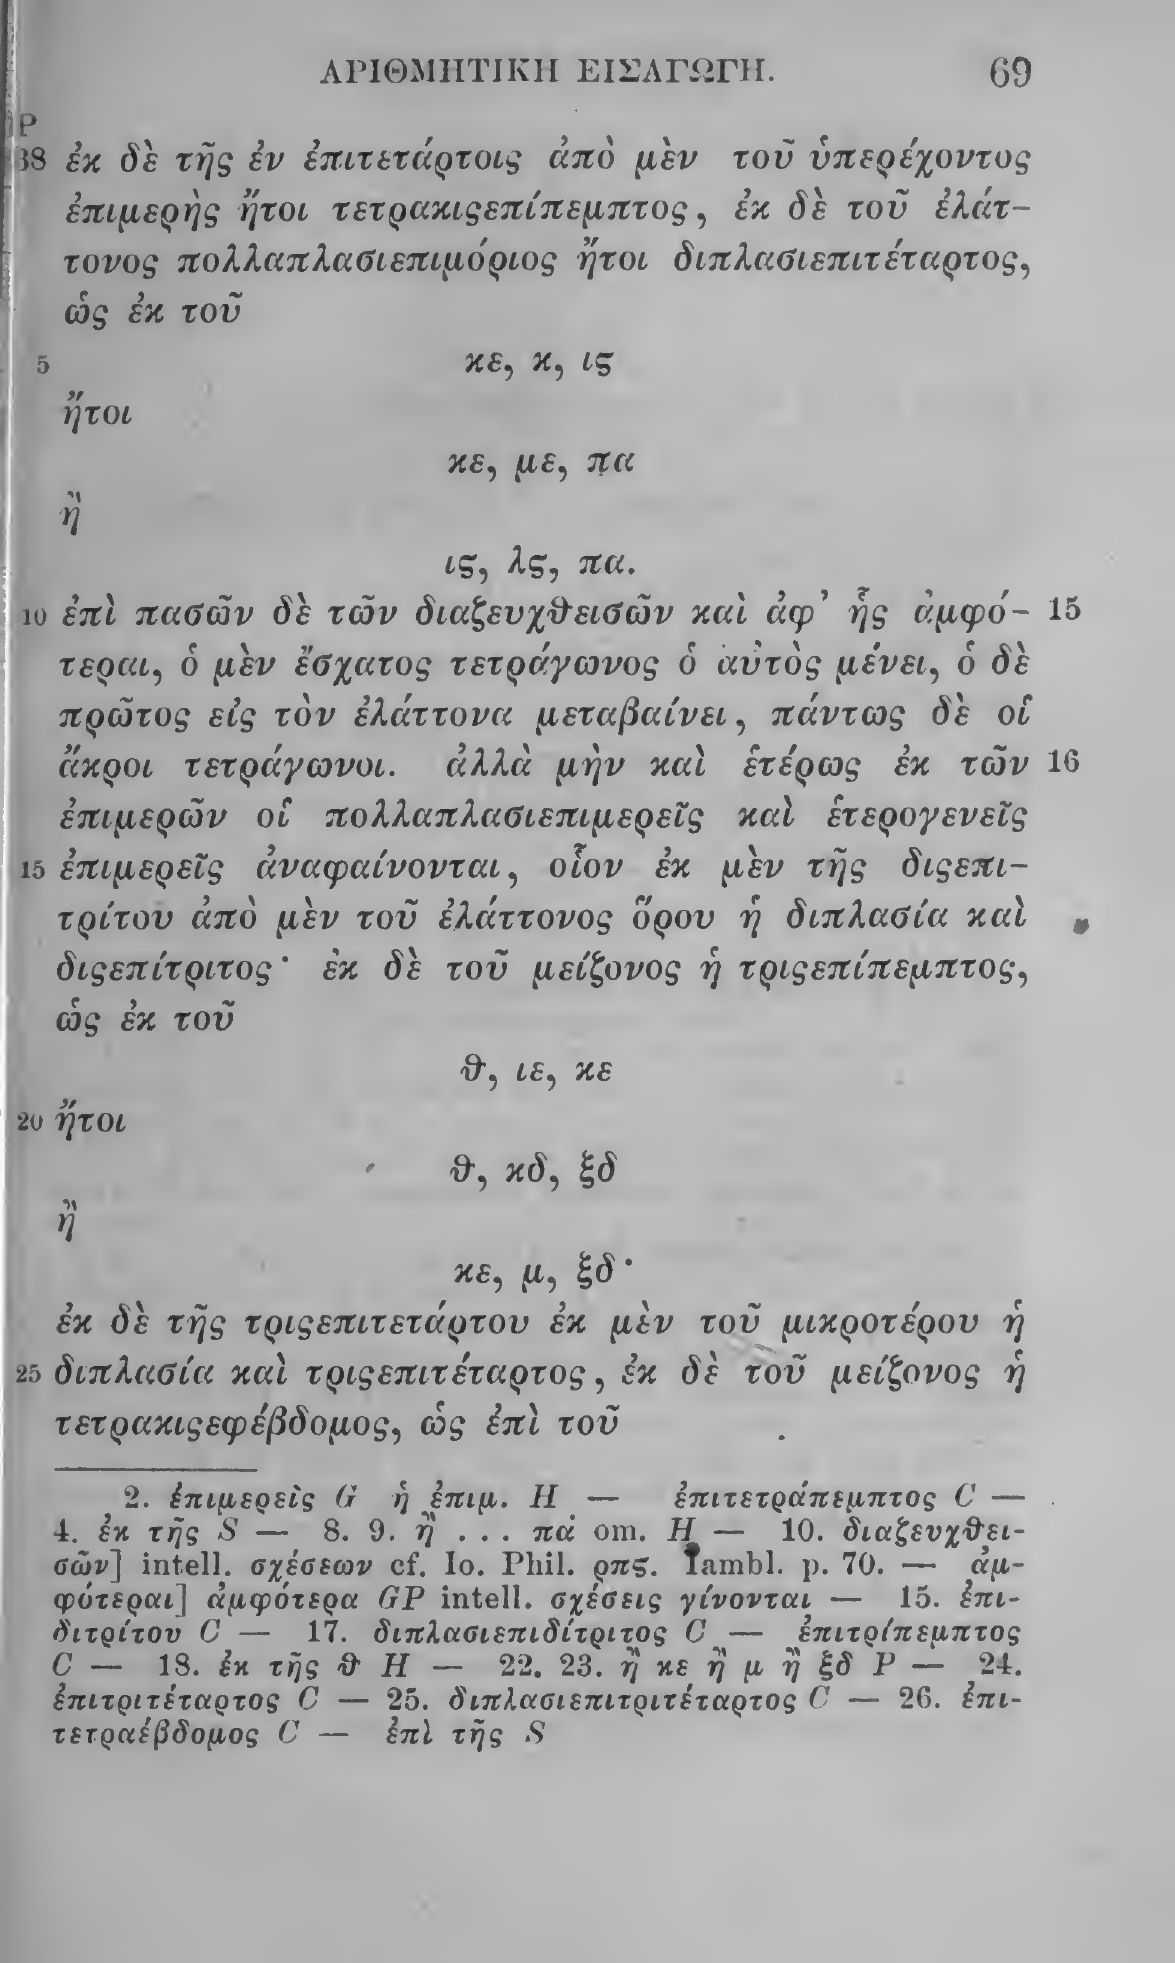 ΑΡΙΘΜΗΤΙΚΗ ΕΙΣΑΓΩΓΗ. 69
P
38 ἐκ δὲ τῆς ἐν ἐπιτετάρτοις ἀπὸ μὲν τοῦ ὑπερέχοντος
ἐπιμερὴς ἤτοι τετρακιςεπίπεμπτος, ἐκ δὲ τοῦ ἐλάτ-
τονος πολλαπλασιεπιμόριος ἤτοι διπλασιεπιτέταρτος,
ὡς ἐκ τοῦ
5 κε, κ, ις
ἤτοι
κε, με, πα
ἢ
ις, λς, πα.
10 ἐπὶ πασῶν δὲ τῶν διαζευχθεισῶν καὶ ἀφ᾽ ἧς ἀμφό- 15
τεραι, ὁ μὲν ἔσχατος τετράγωνος ὁ αὐτὸς μένει, ὁ δὲ
πρῶτος εἰς τὸν ἐλάττονα μεταβαίνει, πάντως δὲ οἱ
ἄκροι τετράγωνοι. ἀλλὰ μὴν καὶ ἑτέρως ἐκ τῶν 16
ἐπιμερῶν οἱ πολλαπλασιεπιμερεῖς καὶ ἑτερογενεῖς
15 ἐπιμερεῖς ἀναφαίνονται, οἷον ἐκ μὲν τῆς διςεπι-
τρίτου ἀπὸ μὲν τοῦ ἐλάττονος ὅρου ἡ διπλασία καὶ
διςεπίτριτος· ἐκ δὲ τοῦ μείζονος ἡ τριςεπίπεμπτος,
ὡς ἐκ τοῦ
ϑ, ιε, κε
20 ἤτοι
ϑ, κδ, ξδ
ἢ
κε, μ, ξδ·
ἐκ δὲ τῆς τριςεπιτετάρτου ἐκ μὲν τοῦ μικροτέρου ἡ
25 διπλασία καὶ τριςεπιτέταρτος, ἐκ δὲ τοῦ μείζονος ἡ
τετρακιςεφέβδομος, ὡς ἐπὶ τοῦ
2. ἐπιμερεὶς G ἡ ἐπιμ. H — ἐπιτετράπεμπτος C —
4. ἐκ τῆς S — 8. 9. ἢ . . . πα om. H — 10. διαζευχϑει-
σῶν] intell. σχέσεων cf. Io. Phil. ρπς. Iambl. p. 70. — ἀμ-
φότεραι] ἀμφότερα GP intell. σχέσεις γίνονται — 15. ἐπι-
διτρίτου C — 17. διπλασιεπιδίτριτος C — ἐπιτρίπεμπτος
C — 18. ἐκ τῆς ϑ H — 22. 23. ἢ κε ἢ μ ἢ ξδ P — 24.
ἐπιτριτέταρτος C — 25. διπλασιεπιτριτέταρτος C — 26. ἐπι-
τετραέβδομος C — ἐπὶ τῆς S